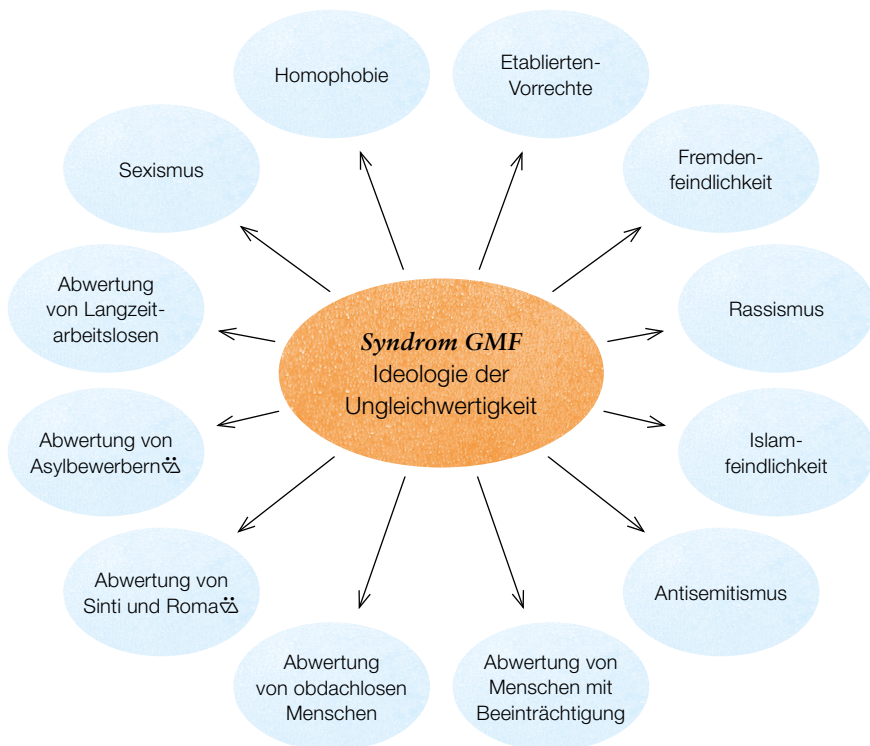 Homophobie
Etablierten-
Vorrechte
Fremden-
feindlichkeit
Rassismus
Islam-
feindlichkeit
Antisemitismus
Abwertung von
Menschen mit
Beeinträchtigung
Abwertung
von obdachlosen
Menschen
Abwertung von
Sinti und Roma
Abwertung von
Asylbewerbern
Abwertung
von Langzeit-
arbeitslosen
Sexismus
Syndrom GMF
Ideologie der
Ungleichwertigkeit